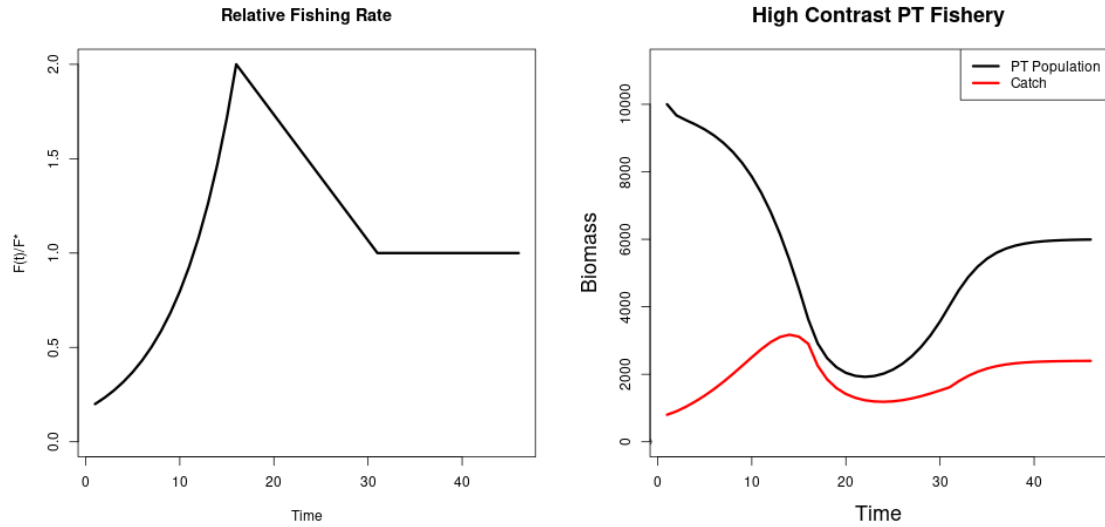 Relative Fishing Rate
F(t)/F*
2.0
1.5
1.0
0.5
0.0
0
10
20
30
40
Time
High Contrast PT Fishery
PT Population
Catch
Biomass
10000
8000
6000
4000
2000
0
0
10
20
30
40
Time